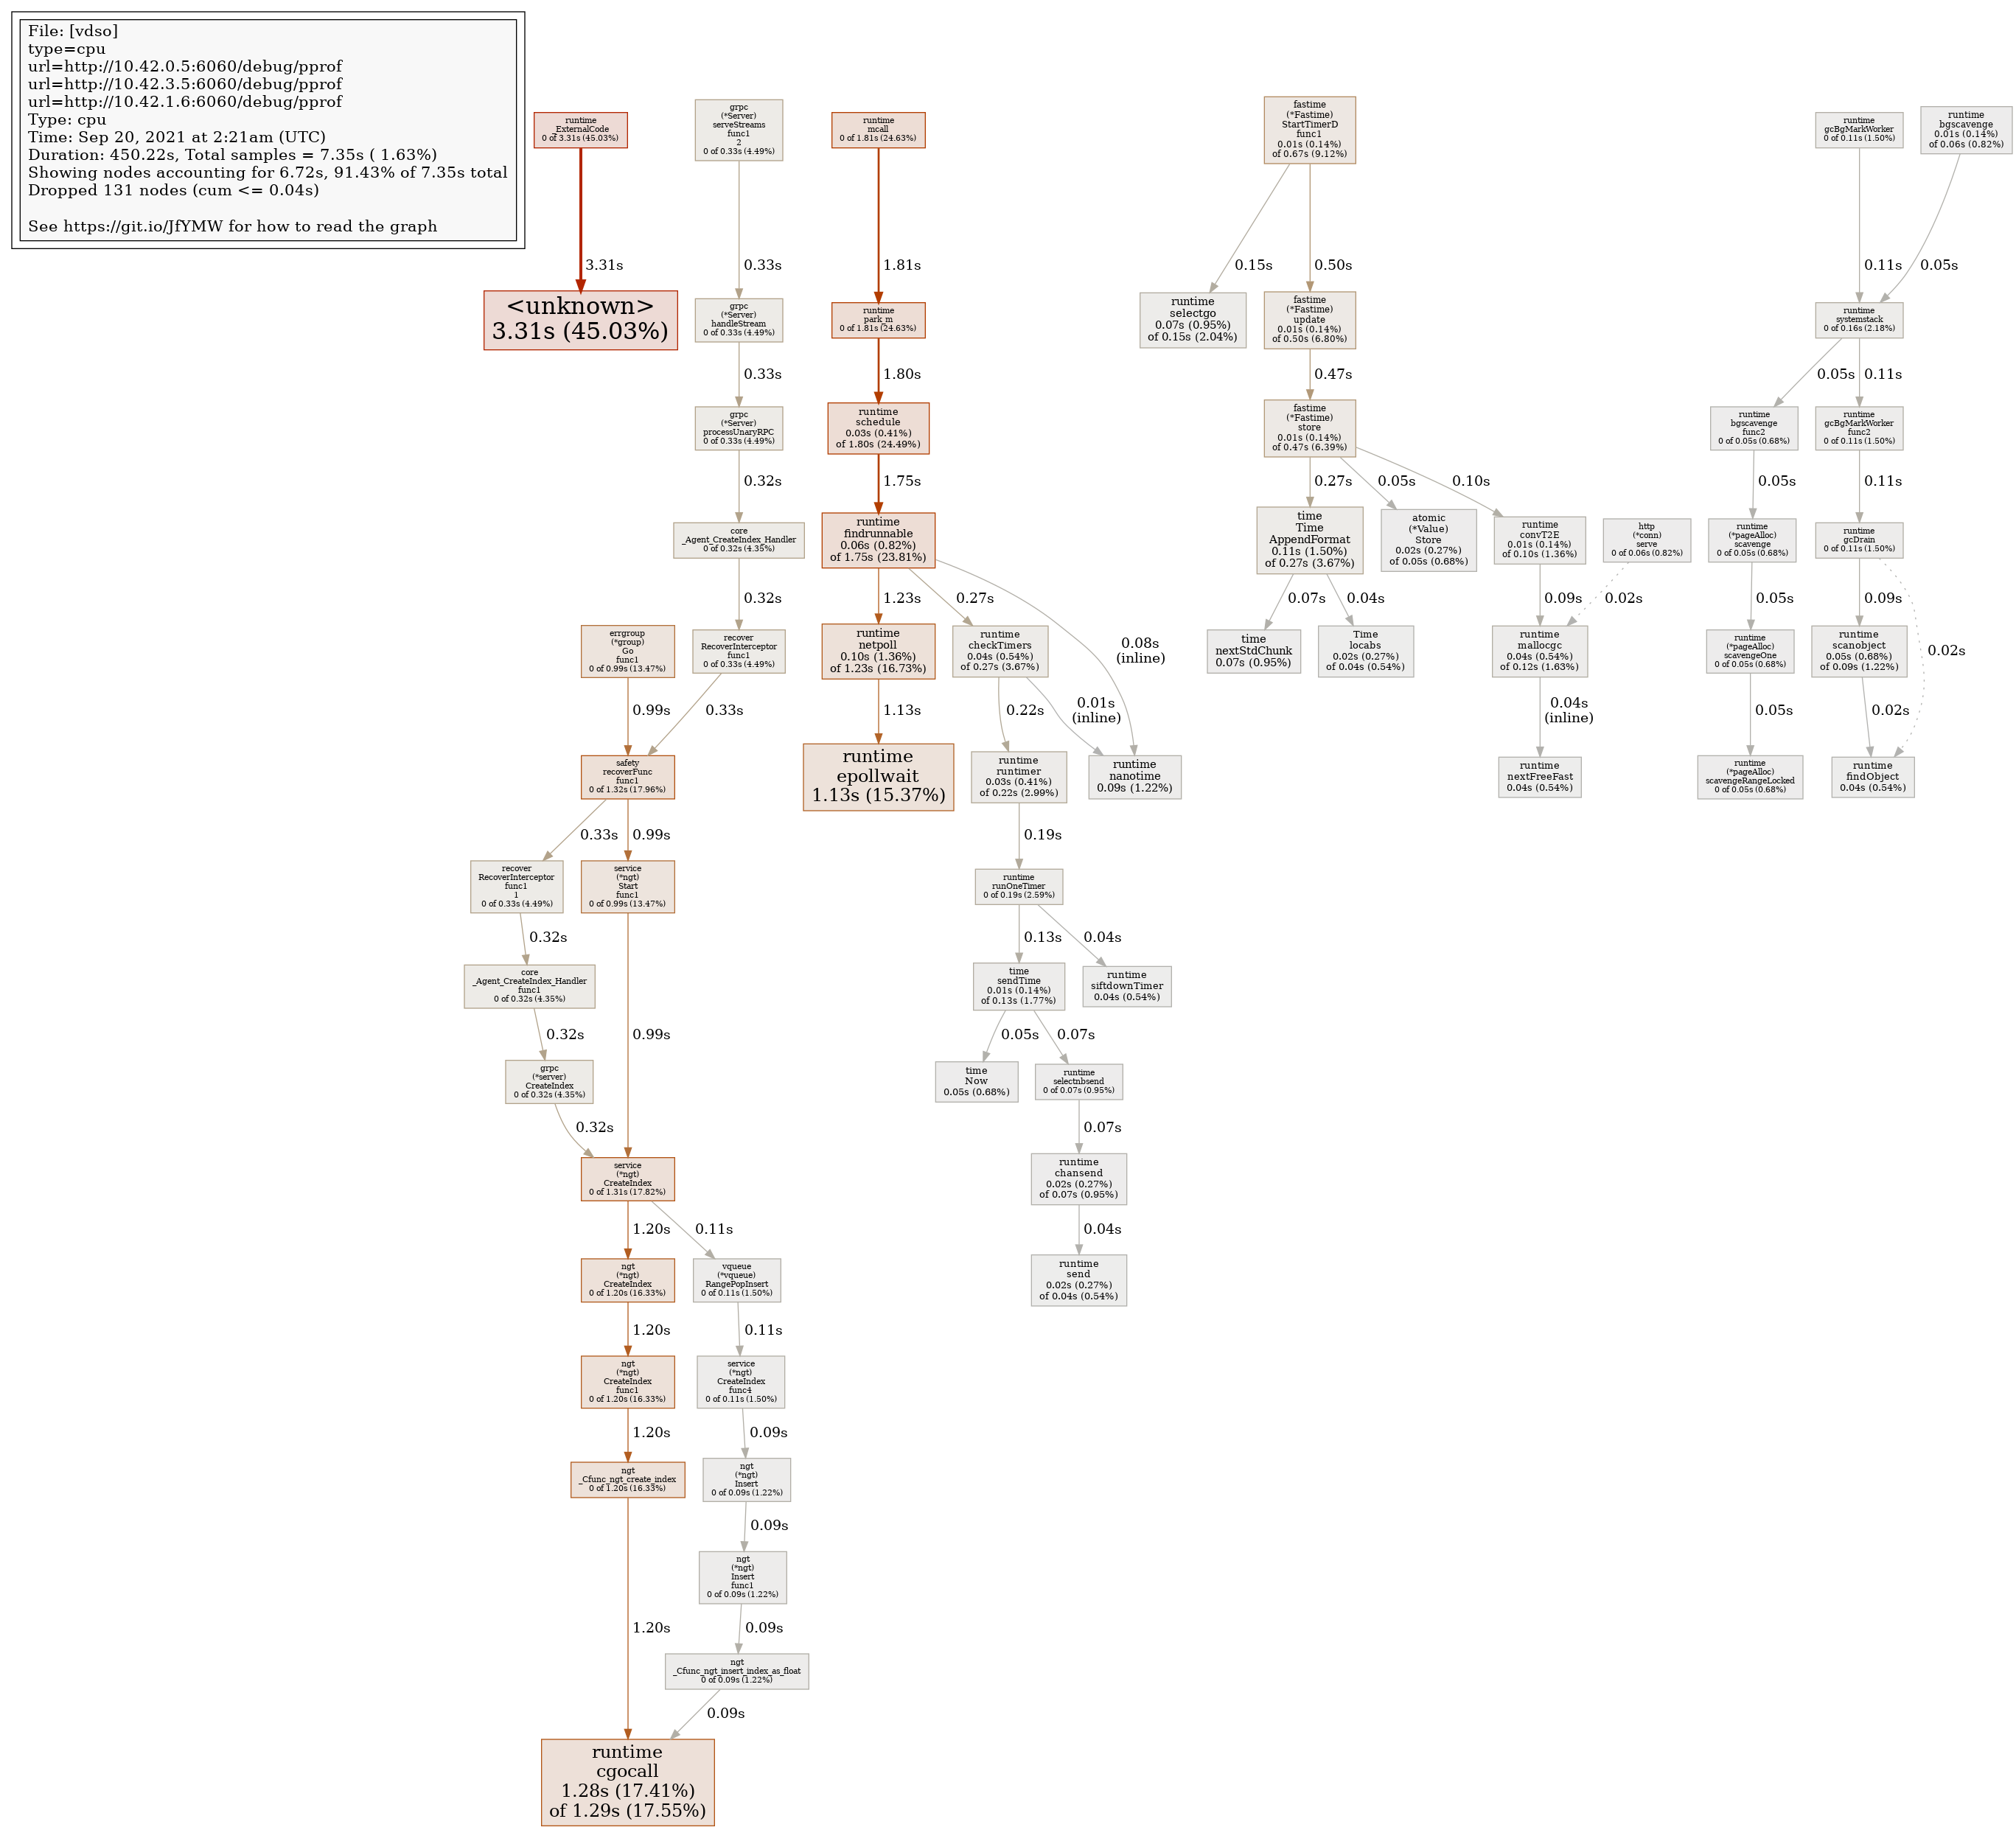 File: [vdso]
type=cpu
url=http://10.42.0.5:6060/debug/pprof
url=http://10.42.3.5:6060/debug/pprof
url=http://10.42.1.6:6060/debug/pprof
Type: cpu
Time: Sep 20, 2021 at 2:21am (UTC)
Duration: 450.22s, Total samples = 7.35s ( 1.63%)
Showing nodes accounting for 6.72s, 91.43% of 7.35s total
Dropped 131 nodes (cum <= 0.04s)
See https://git.io/JfYMW for how to read the graph
runtime
_ExternalCode
0 of 3.31s (45.03%)
3.31s
<unknown>
3.31s (45.03%)
grpc
(*Server)
serveStreams
func1
2
0 of 0.33s (4.49%)
0.33s
grpc
(*Server)
handleStream
0 of 0.33s (4.49%)
0.33s
grpc
(*Server)
processUnaryRPC
0 of 0.33s (4.49%)
0.32s
core
_Agent_CreateIndex_Handler
0 of 0.32s (4.35%)
0.32s
recover
RecoverInterceptor
func1
0 of 0.33s (4.49%)
0.33s
errgroup
(*group)
Go
func1
0 of 0.99s (13.47%)
0.99s
safety
recoverFunc
func1
0 of 1.32s (17.96%)
0.33s
0.99s
recover
RecoverInterceptor
func1
1
0 of 0.33s (4.49%)
0.32s
service
(*ngt)
Start
func1
0 of 0.99s (13.47%)
0.99s
core
_Agent_CreateIndex_Handler
func1
0 of 0.32s (4.35%)
0.32s
grpc
(*server)
CreateIndex
0 of 0.32s (4.35%)
0.32s
service
(*ngt)
CreateIndex
0 of 1.31s (17.82%)
1.20s
0.11s
ngt
(*ngt)
CreateIndex
0 of 1.20s (16.33%)
1.20s
ngt
(*ngt)
CreateIndex
func1
0 of 1.20s (16.33%)
1.20s
ngt
_Cfunc_ngt_create_index
0 of 1.20s (16.33%)
1.20s
vqueue
(*vqueue)
RangePopInsert
0 of 0.11s (1.50%)
0.11s
service
(*ngt)
CreateIndex
func4
0 of 0.11s (1.50%)
0.09s
ngt
(*ngt)
Insert
0 of 0.09s (1.22%)
0.09s
ngt
(*ngt)
Insert
func1
0 of 0.09s (1.22%)
0.09s
ngt
_Cfunc_ngt_insert_index_as_float
0 of 0.09s (1.22%)
0.09s
runtime
cgocall
1.28s (17.41%)
of 1.29s (17.55%)
runtime
mcall
0 of 1.81s (24.63%)
1.81s
runtime
park_m
0 of 1.81s (24.63%)
1.80s
runtime
schedule
0.03s (0.41%)
of 1.80s (24.49%)
1.75s
runtime
findrunnable
0.06s (0.82%)
of 1.75s (23.81%)
1.23s
0.27s
0.08s
(inline)
runtime
netpoll
0.10s (1.36%)
of 1.23s (16.73%)
1.13s
runtime
epollwait
1.13s (15.37%)
runtime
checkTimers
0.04s (0.54%)
of 0.27s (3.67%)
0.22s
0.01s
(inline)
runtime
runtimer
0.03s (0.41%)
of 0.22s (2.99%)
0.19s
runtime
nanotime
0.09s (1.22%)
runtime
runOneTimer
0 of 0.19s (2.59%)
0.13s
0.04s
time
sendTime
0.01s (0.14%)
of 0.13s (1.77%)
0.05s
0.07s
runtime
siftdownTimer
0.04s (0.54%)
time
Now
0.05s (0.68%)
runtime
selectnbsend
0 of 0.07s (0.95%)
0.07s
runtime
chansend
0.02s (0.27%)
of 0.07s (0.95%)
0.04s
runtime
send
0.02s (0.27%)
of 0.04s (0.54%)
fastime
(*Fastime)
StartTimerD
func1
0.01s (0.14%)
of 0.67s (9.12%)
0.15s
0.50s
runtime
selectgo
0.07s (0.95%)
of 0.15s (2.04%)
fastime
(*Fastime)
update
0.01s (0.14%)
of 0.50s (6.80%)
0.47s
fastime
(*Fastime)
store
0.01s (0.14%)
of 0.47s (6.39%)
0.27s
0.05s
0.10s
time
Time
AppendFormat
0.11s (1.50%)
of 0.27s (3.67%)
0.07s
0.04s
atomic
(*Value)
Store
0.02s (0.27%)
of 0.05s (0.68%)
time
nextStdChunk
0.07s (0.95%)
Time
locabs
0.02s (0.27%)
of 0.04s (0.54%)
runtime
convT2E
0.01s (0.14%)
of 0.10s (1.36%)
0.09s
http
(*conn)
serve
0 of 0.06s (0.82%)
0.02s
runtime
mallocgc
0.04s (0.54%)
of 0.12s (1.63%)
0.04s
(inline)
runtime
nextFreeFast
0.04s (0.54%)
runtime
gcBgMarkWorker
0 of 0.11s (1.50%)
0.11s
runtime
bgscavenge
0.01s (0.14%)
of 0.06s (0.82%)
0.05s
runtime
systemstack
0 of 0.16s (2.18%)
0.05s
0.11s
runtime
bgscavenge
func2
0 of 0.05s (0.68%)
0.05s
runtime
gcBgMarkWorker
func2
0 of 0.11s (1.50%)
0.11s
runtime
(*pageAlloc)
scavenge
0 of 0.05s (0.68%)
0.05s
runtime
gcDrain
0 of 0.11s (1.50%)
0.09s
0.02s
runtime
(*pageAlloc)
scavengeOne
0 of 0.05s (0.68%)
0.05s
runtime
scanobject
0.05s (0.68%)
of 0.09s (1.22%)
0.02s
runtime
(*pageAlloc)
scavengeRangeLocked
0 of 0.05s (0.68%)
runtime
findObject
0.04s (0.54%)